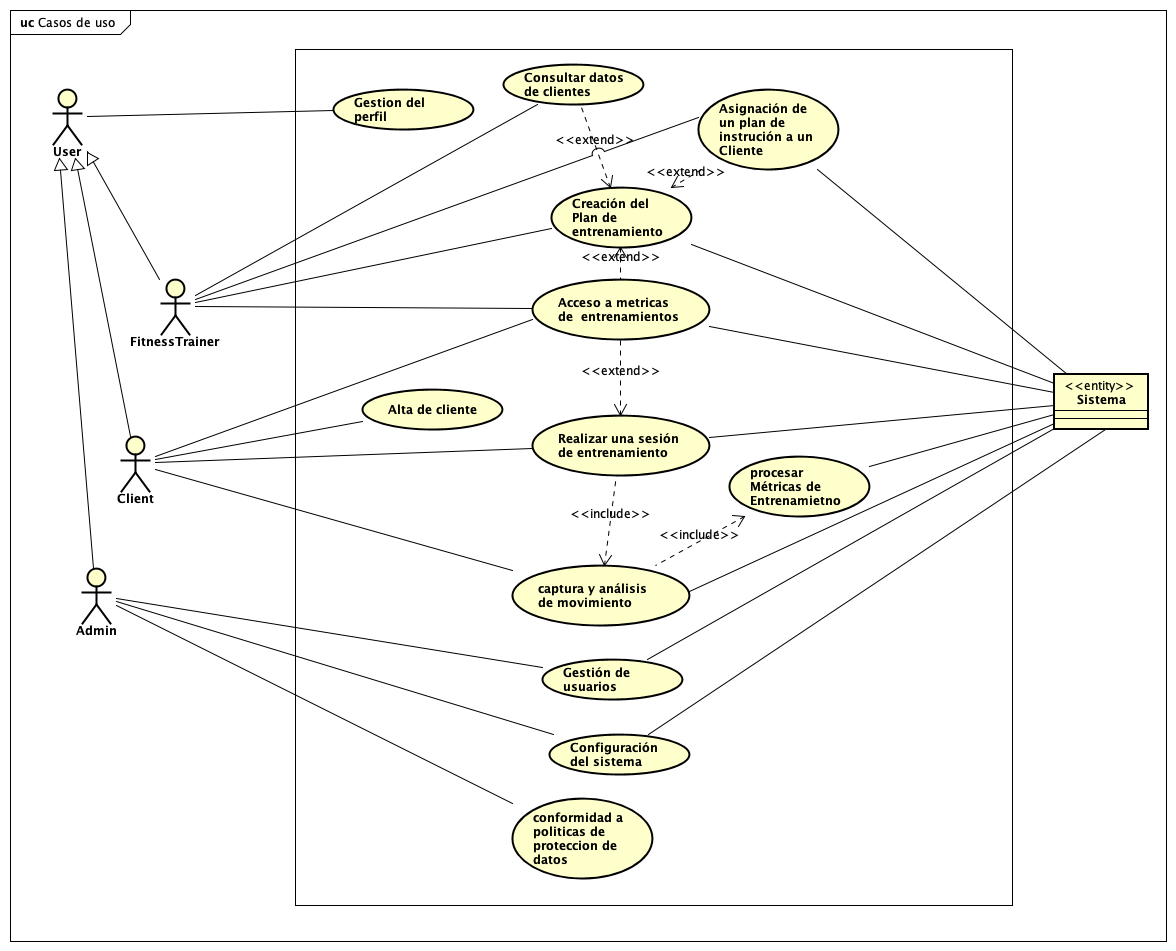 uc Casos de uso
Consultar datos
de clientes
Gestion del
perfil
Asignación de
un plan de
instrución a un
Cliente
User
<<extend>>
<<extend>>
Creación del
Plan de
entrenamiento
<<extend>>
Acceso a metricas
de entrenamientos
FitnessTrainer
<<extend>>
<<entity>>
Sistema
Alta de cliente
Realizar una sesión
de entrenamiento
Client
procesar
Métricas de
Entrenamietno
<<include>>
<<include>>
captura y análisis
de movimiento
Admin
Gestión de
usuarios
Configuración
del sistema
conformidad a
politicas de
proteccion de
datos